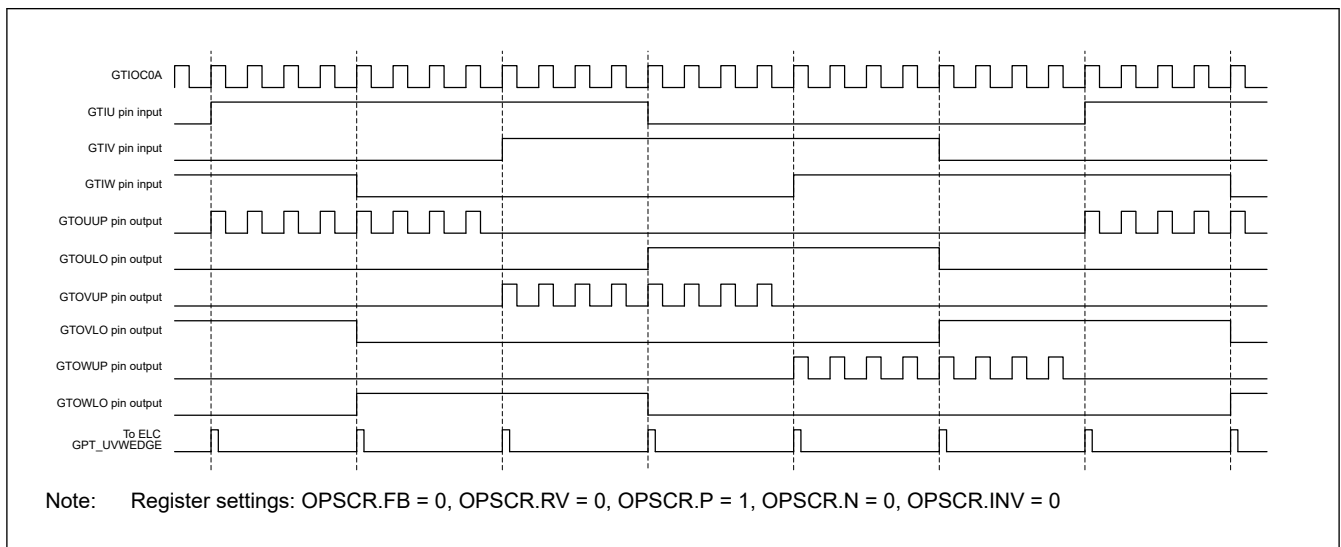 GTIOC0A
GTIU pin input
GTIV pin input
GTIW pin input
GTOUUP pin output
GTOULO pin output
GTOVUP pin output
GTOVLO pin output
GTOWUP pin output
GTOWLO pin output
To ELC
GPT_UVWEDGE
Note: Register settings: OPSCR.FB = 0, OPSCR.RV = 0, OPSCR.P = 1, OPSCR.N = 0, OPSCR.INV = 0